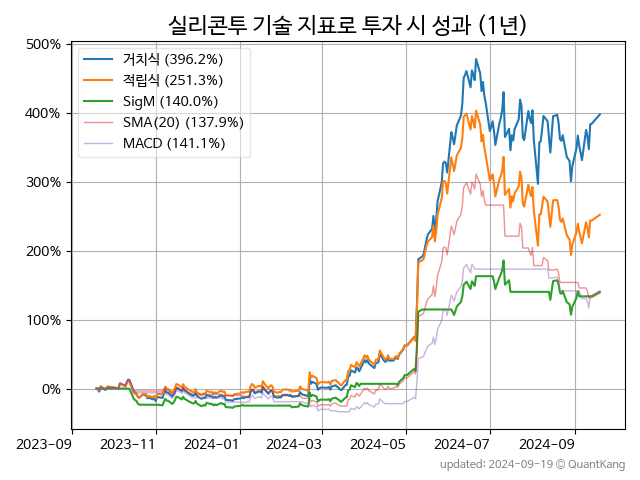 실리콘투 기술 지표로 투자 시 성과 (1년)
500%
400%
300%
200%
100%
0%
거치식 (396.2%)
적립식 (251.3%)
SigM (140.0%)
SMA(20) (137.9%)
MACD (141.1%)
2023-09
2023-11
2024-01
2024-03
2024-05
2024-07
2024-09
updated: 2024-09-19 ⓒ QuantKang